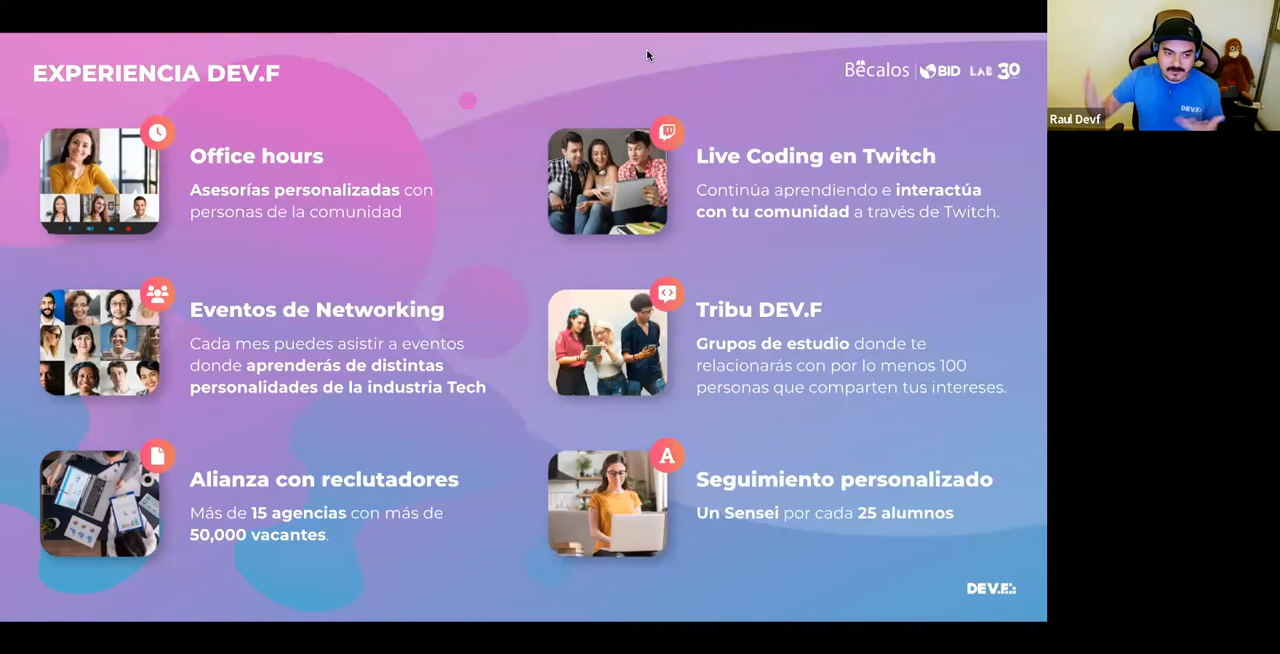 EXPERIENCIA DEV.F
Bécalos | BID LAB 30
Office hours
Asesorías personalizadas con
personas de la comunidad
Live Coding en Twitch
Continúa aprendiendo e interactúa
con tu comunidad a través de Twitch.
Eventos de Networking
Cada mes puedes asistir a eventos
donde aprenderás de distintas
personalidades de la industria Tech
Tribu DEV.F
Grupos de estudio donde te
relacionarás con por lo menos 100
personas que comparten tus intereses.
Alianza con reclutadores
Más de 15 agencias con más de
50,000 vacantes.
Seguimiento personalizado
Un Sensei por cada 25 alumnos
DEV.F.:
DEV.F
Raul Devf